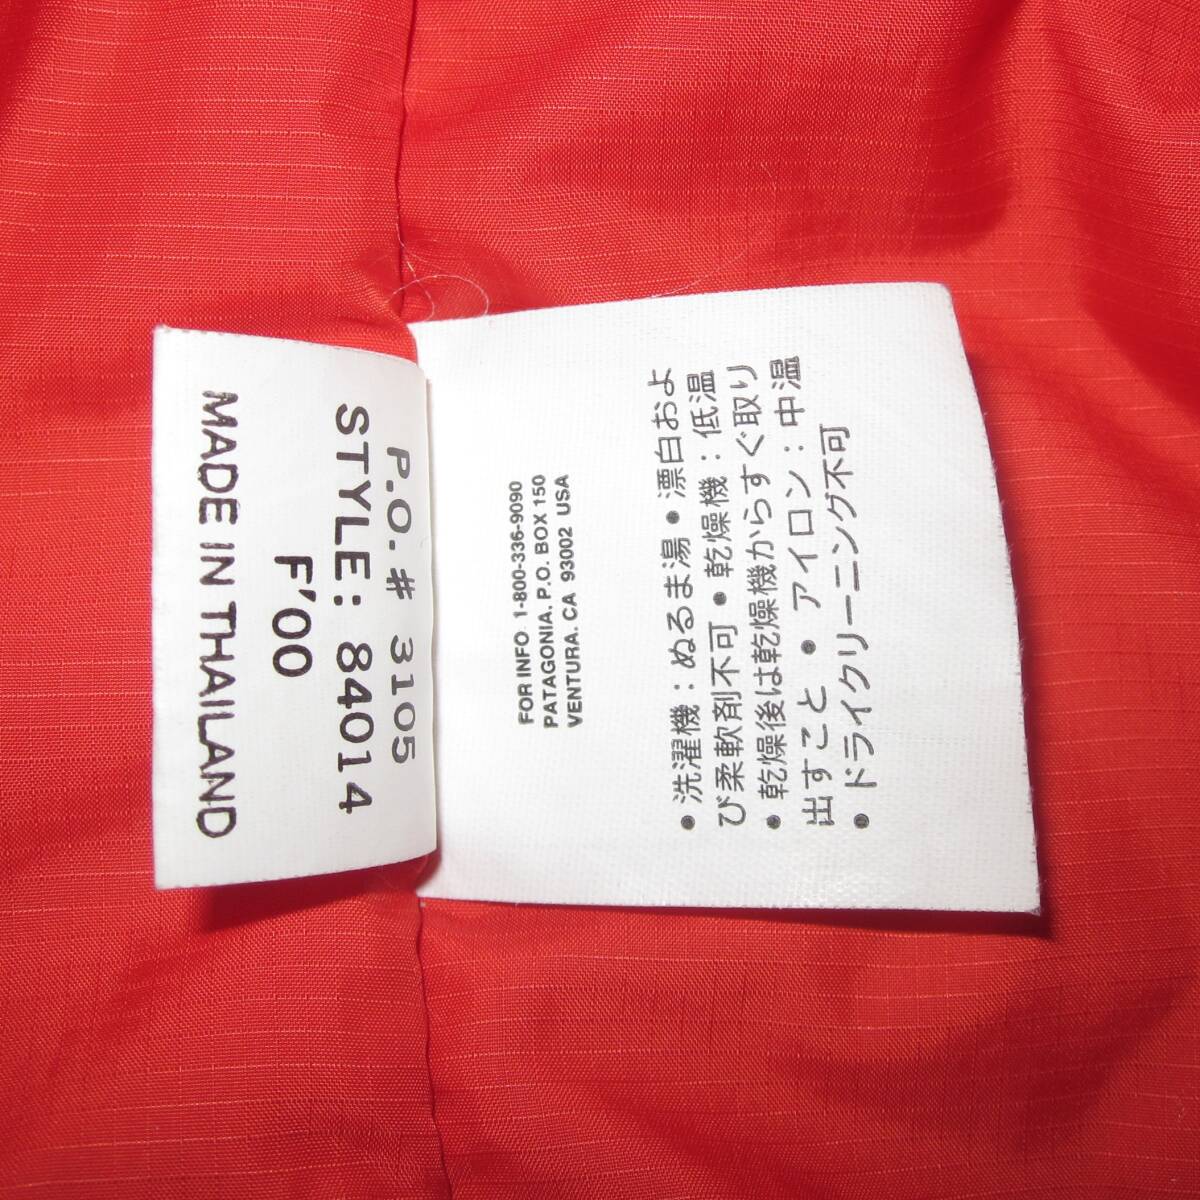 P.O.# 3105
STYLE: 84014
F'00
MADE IN THAILAND
FOR INFO. 1-800-336-9090
PATAGONIA, P.O. BOX 150
VENTURA, CA 93002 USA
● 洗濯機：ぬるま湯 ● 漂白およ
び柔軟剤不可 ● 乾燥機：低温
● 乾燥後は乾燥機からすぐ取り
出すこと ● アイロン：中温
● ドライクリーニング不可